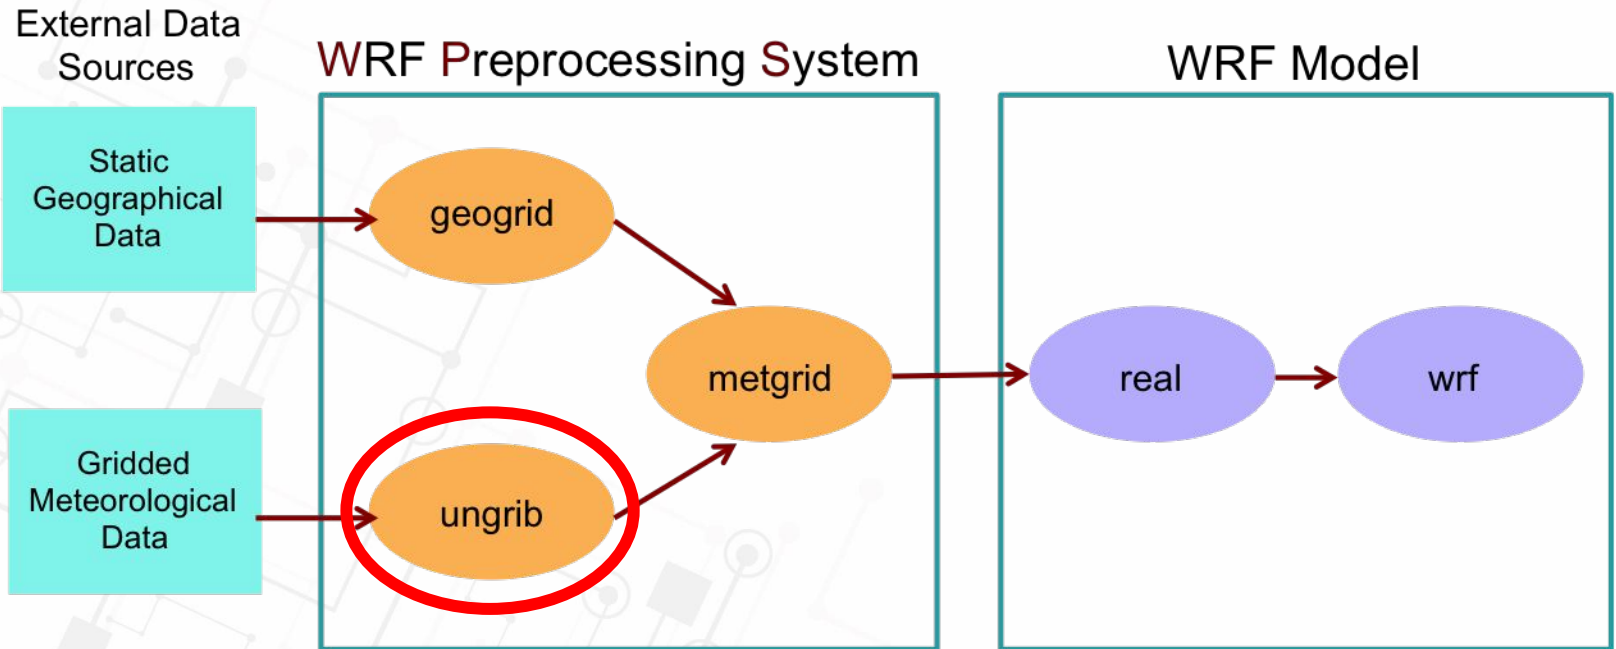 External Data
Sources
WRF Preprocessing System
WRF Model
Static
Geographical
Data
geogrid
metgrid
real
wrf
Gridded
Meteorological
Data
ungrib